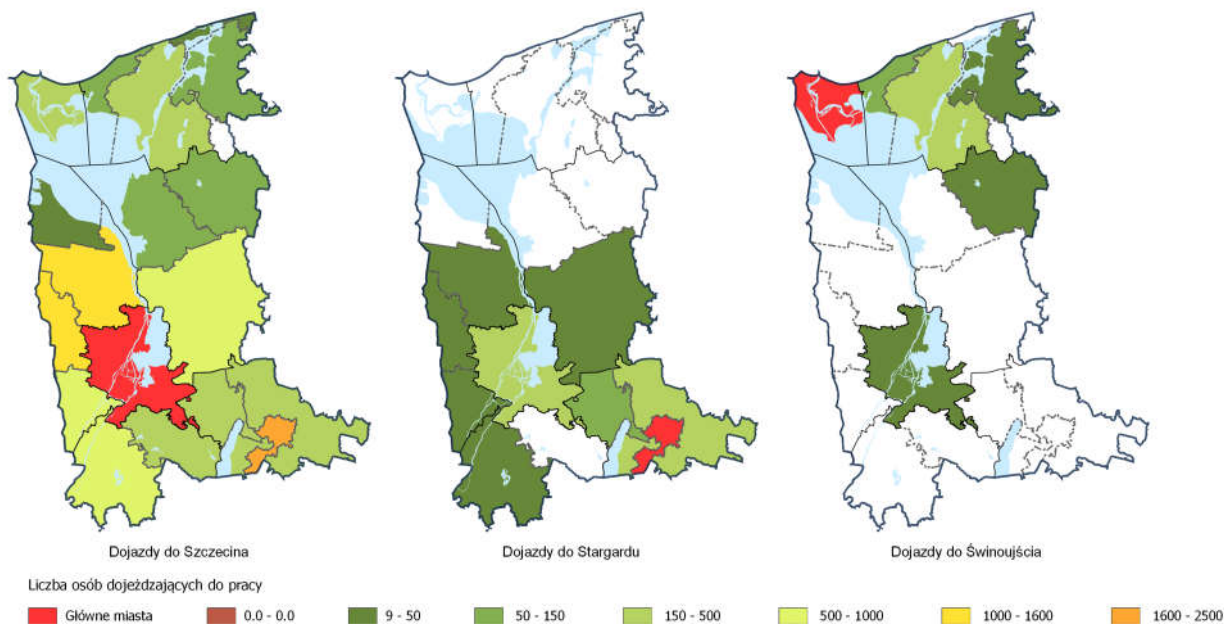 Dojazdy do Szczecina
Dojazdy do Stargardu
Dojazdy do Świnoujścia
Liczba osób dojeżdzających do pracy
Główne miasta
0.0 - 0.0
9 - 50
50 - 150
150 - 500
500 - 1000
1000 - 1600
1600 - 2500